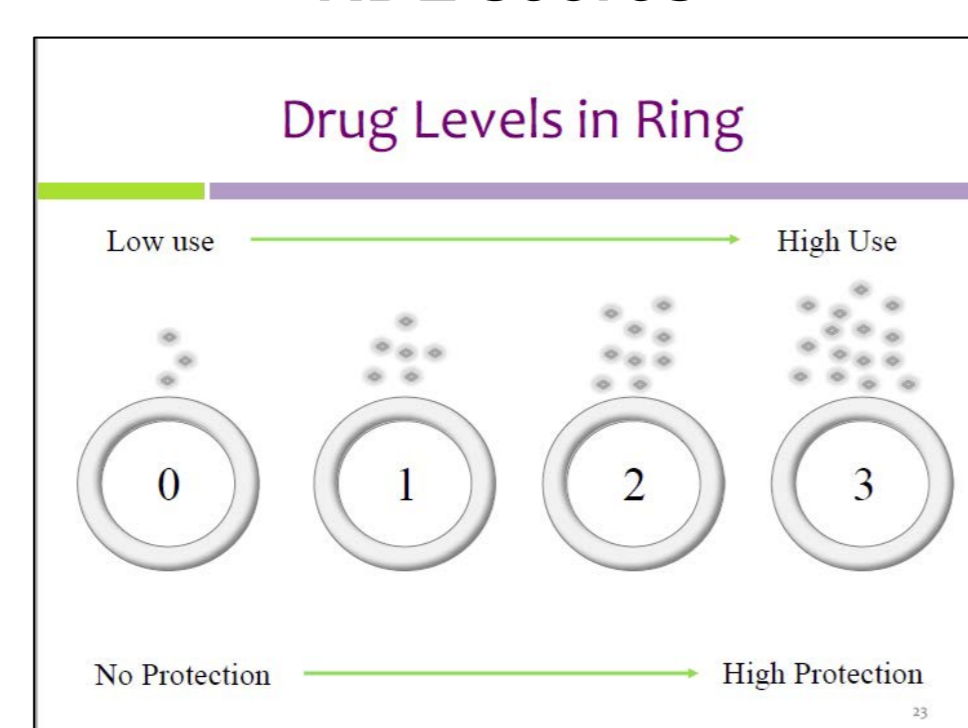 Drug Levels in Ring
Low use
High Use
0
1
2
3
No Protection
High Protection
23